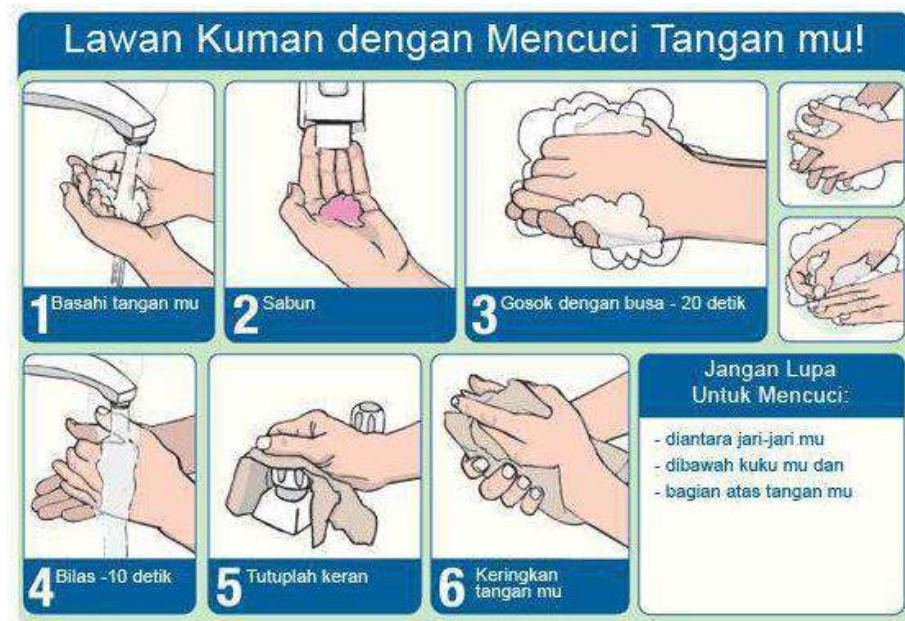 Lawan Kuman dengan Mencuci Tangan mu!
1 Basahi tangan mu
2 Sabun
3 Gosok dengan busa - 20 detik
4 Bilas -10 detik
5 Tutuplah keran
6 Keringkan
tangan mu
Jangan Lupa
Untuk Mencuci:
- diantara jari-jari mu
- dibawah kuku mu dan
- bagian atas tangan mu